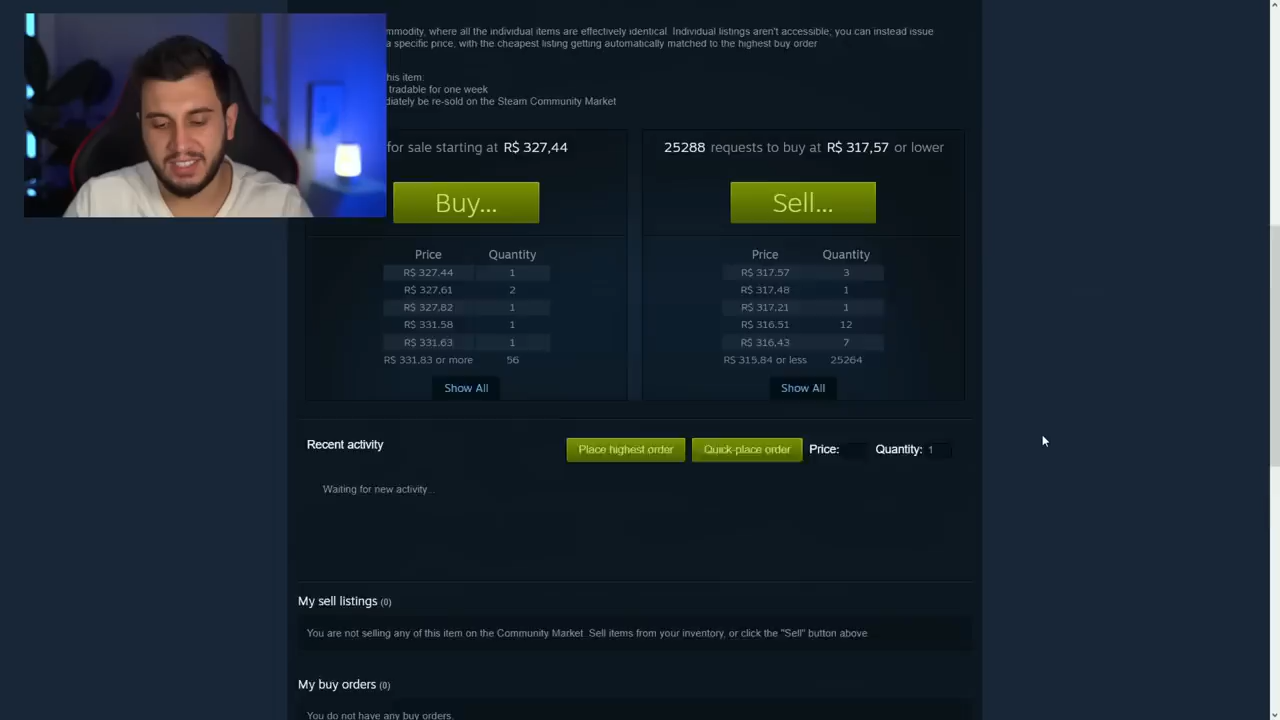 mmodity, where all the individual items are effectively identical. Individual listings aren't accessible; you can instead issue
a specific price, with the cheapest listing getting automatically matched to the highest buy order
his item:
tradable for one week
diately be re-sold on the Steam Community Market
for sale starting at R$ 327,44
25288 requests to buy at R$ 317,57 or lower
Buy...
Sell...
Price Quantity
R$ 327,44 1
R$ 327,61 2
R$ 327,82 1
R$ 331,58 1
R$ 331,63 1
R$ 331,83 or more 56
Show All
Price Quantity
R$ 317,57 3
R$ 317,48 1
R$ 317,21 1
R$ 316,51 12
R$ 316,43 7
R$ 315,84 or less 25264
Show All
Recent activity
Place highest order
Quick-place order
Price:
Quantity: 1
Waiting for new activity...
My sell listings (0)
You are not selling any of this item on the Community Market. Sell items from your inventory, or click the "Sell" button above
My buy orders (0)
You do not have any buy orders.